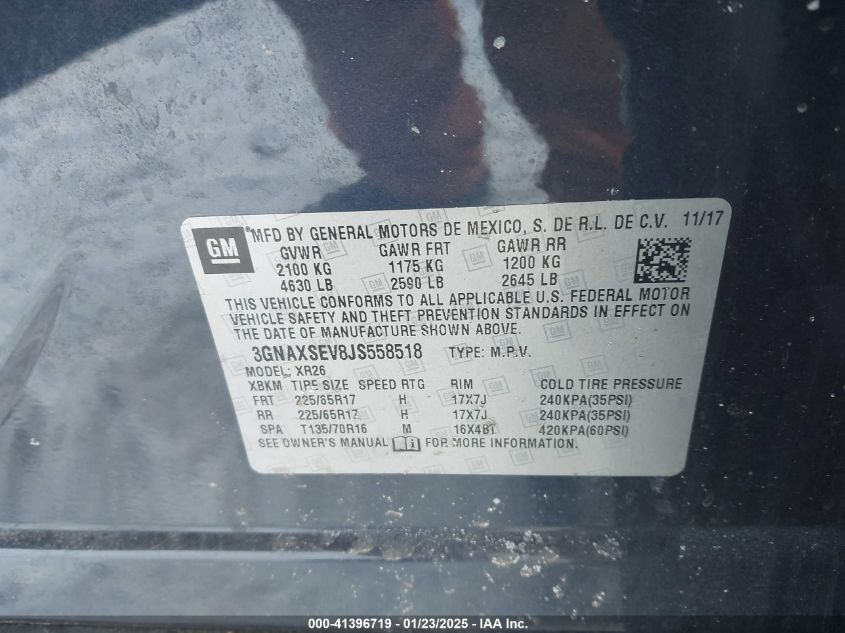 GM *MFD BY GENERAL MOTORS DE MEXICO, S. DE R.L. DE C.V. 11/17
GVWR GAWR FRT GAWR RR
2100 KG 1175 KG 1200 KG
4630 LB 2590 LB 2645 LB
THIS VEHICLE CONFORMS TO ALL APPLICABLE U.S. FEDERAL MOTOR
VEHICLE SAFETY AND THEFT PREVENTION STANDARDS IN EFFECT ON
THE DATE OF MANUFACTURE SHOWN ABOVE.
3GNAXSEV8JS558518 TYPE: M.P.V.
MODEL: XR26
XBKM TIRE SIZE SPEED RTG RIM COLD TIRE PRESSURE
FRT 225/65R17 H 17X7J 240KPA(35PSI)
RR 225/65R17 H 17X7J 240KPA(35PSI)
SPA T135/70R16 M 16X4BT 420KPA(60PSI)
SEE OWNER'S MANUAL FOR MORE INFORMATION.
000-41396719 / 01/23/2025 - IAA Inc.